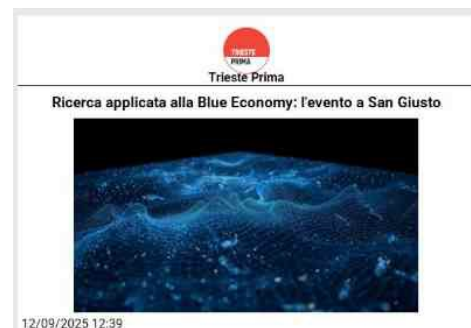 TRIESTE
PRIMA
Trieste Prima
Ricerca applicata alla Blue Economy: l'evento a San Giusto
12/09/2025 12:39